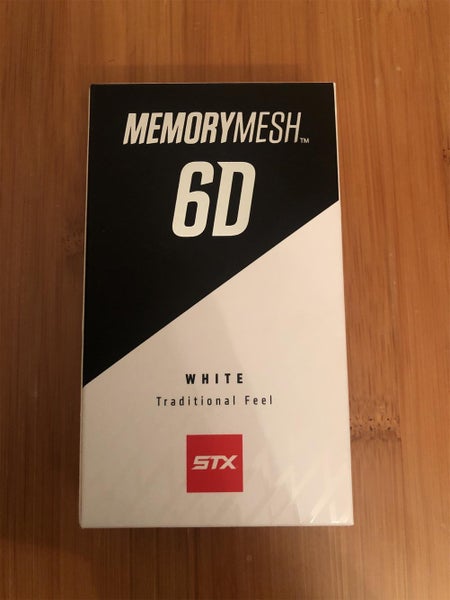 MEMORYMESH™
6D
WHITE
Traditional Feel
STX